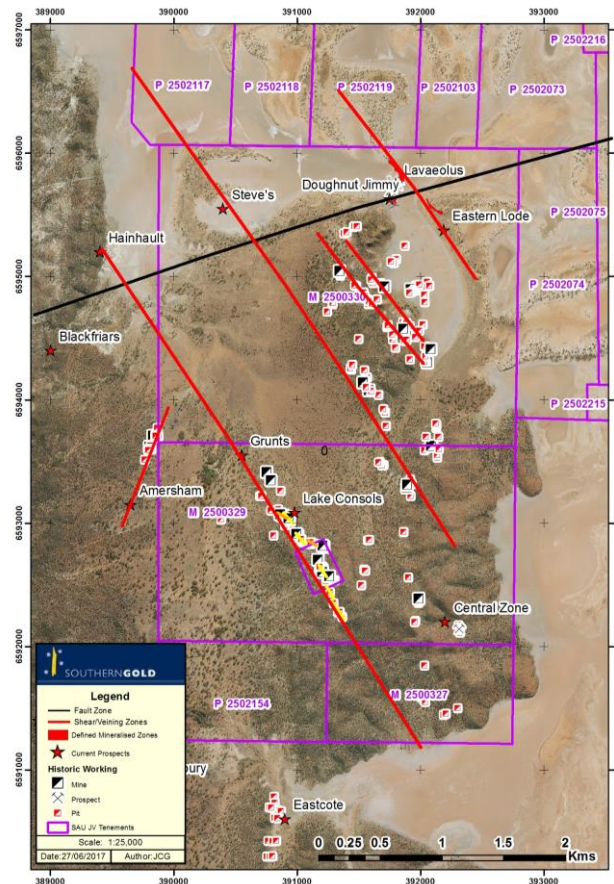 389000 390000 391000 392000 393000
6597000
6596000
6595000
6594000
6593000
6592000
6591000
P 2502216
P 2502117
P 2502118
P 2502119
P 2502103
P 2502073
Lavaeolus
Doughnut Jimmy
Steve's
Eastern Lode
P 2502075
Hainhault
P 2502074
M 2500330
Blackfriars
P 2502215
Grunts
0
Amersham
Lake Consols
M 2500329
Central Zone
P 2502154
M 2500327
bury
Eastcote
SOUTHERNGOLD
Legend
Fault Zone
Shear/Veining Zones
Defined Mineralised Zones
Current Prospects
Historic Working
Mine
Prospect
Pit
SAU JV Tenements
Scale: 1:25,000
Date:27/06/2017 Author:JCG
0 0.25 0.5 1 1.5 2
Kms
389000 390000 391000 392000 393000